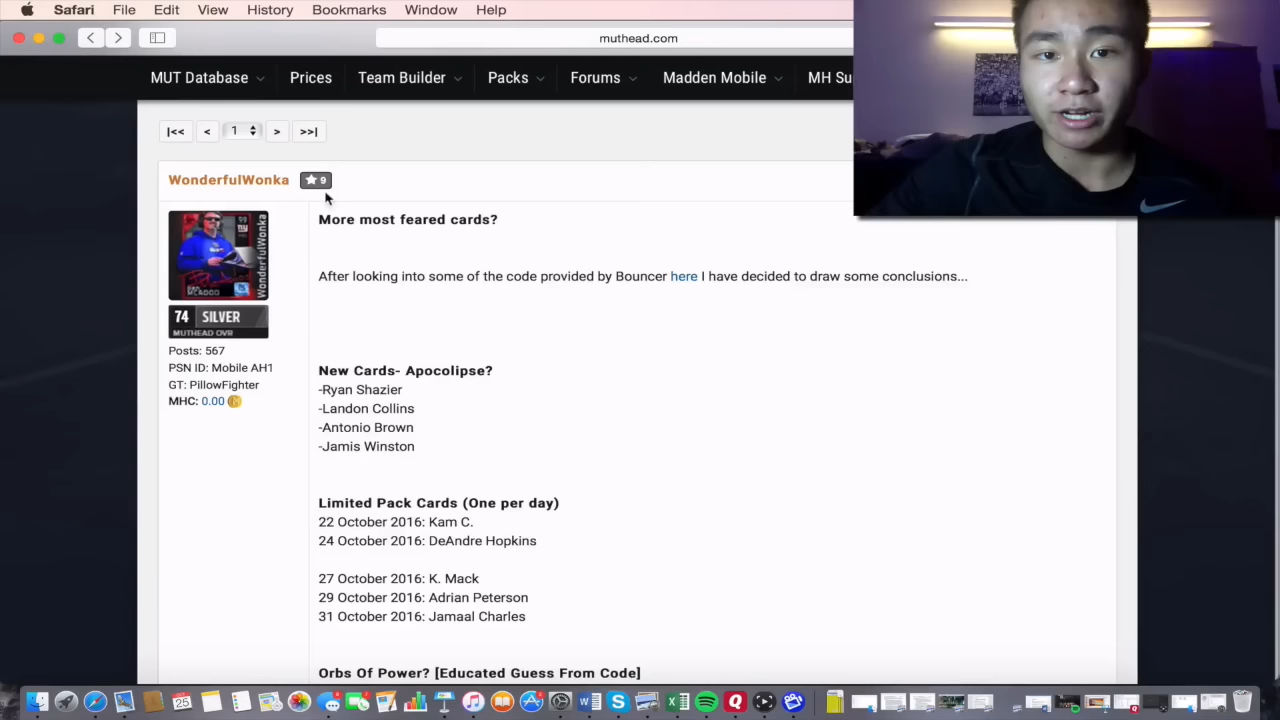 Safari File Edit View History Bookmarks Window Help
muthead.com
MUT Database Prices Team Builder Packs Forums Madden Mobile MH Su
|<< < 1 > >>|
WonderfulWonka 9
More most feared cards?
After looking into some of the code provided by Bouncer here I have decided to draw some conclusions...
WonderfulWonka
99
74 SILVER
MUTHEAD OVR
Posts: 567
PSN ID: Mobile AH1
GT: PillowFighter
MHC: 0.00
New Cards- Apocolipse?
-Ryan Shazier
-Landon Collins
-Antonio Brown
-Jamis Winston
Limited Pack Cards (One per day)
22 October 2016: Kam C.
24 October 2016: DeAndre Hopkins
27 October 2016: K. Mack
29 October 2016: Adrian Peterson
31 October 2016: Jamaal Charles
Orbs Of Power? [Educated Guess From Code]
25